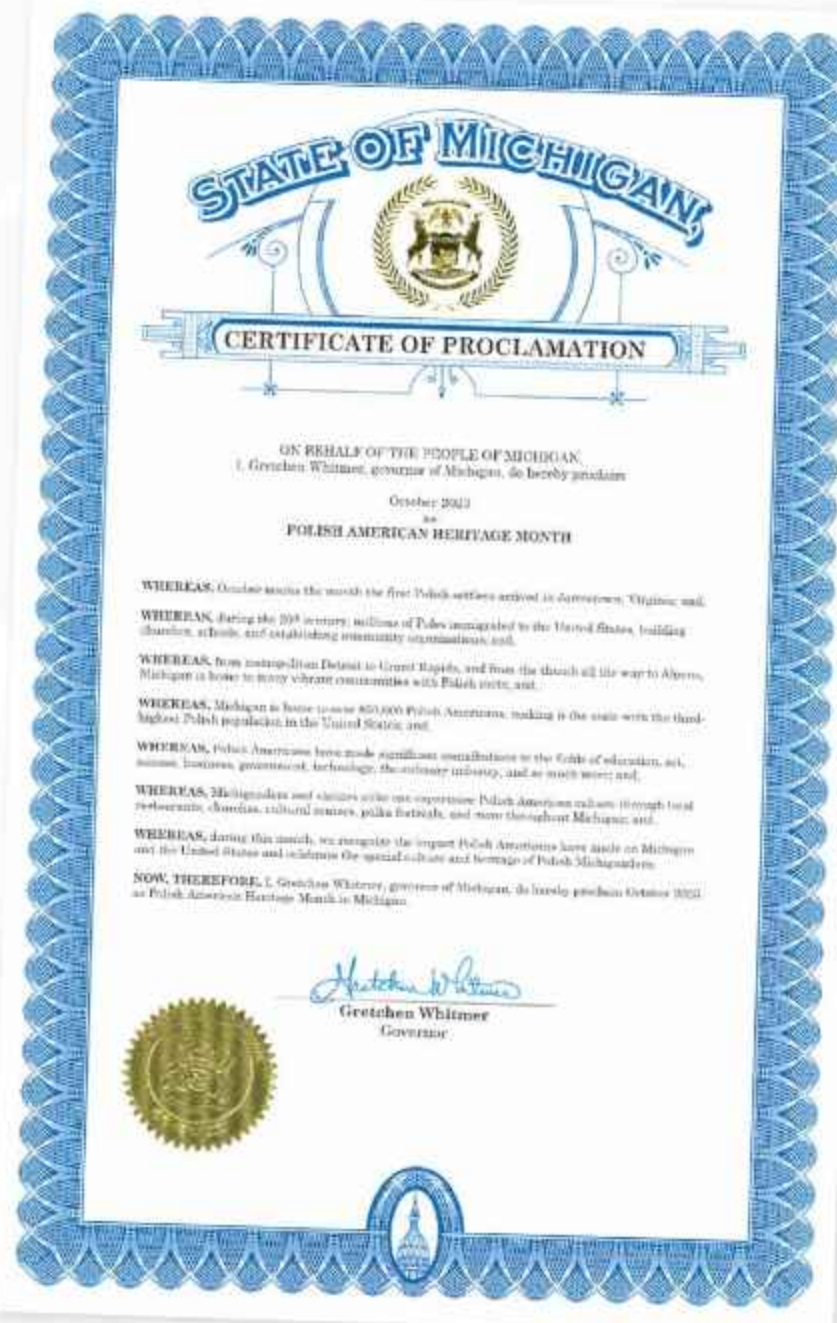 STATE OF MICHIGAN
CERTIFICATE OF PROCLAMATION
ON BEHALF OF THE PEOPLE OF MICHIGAN
I, Gretchen Whitmer, governor of Michigan, do hereby proclaim
October 2023
as
POLISH AMERICAN HERITAGE MONTH
WHEREAS, October marks the month the first Polish settlers arrived in Jamestown, Virginia; and,
WHEREAS, during the 20th century, millions of Poles immigrated to the United States, building
churches, schools, and establishing community organizations; and,
WHEREAS, from metropolitan Detroit to Grand Rapids, and from the thumb all the way to
Michigan is home to many vibrant communities with Polish roots; and,
WHEREAS, Michigan is home to over 850,000 Polish Americans, making it the state with the third-
highest Polish population in the United States; and,
WHEREAS, Polish Americans have made significant contributions to the fields of education, art,
science, business, government, technology, the culinary industry, and so much more; and,
WHEREAS, Michiganders and visitors can experience Polish American culture through local
restaurants, churches, cultural centers, polka festivals, and more throughout Michigan; and,
WHEREAS, during this month, we recognize the impact Polish Americans have made on Michigan
and the United States and celebrate the special culture and heritage of Polish Michiganders;
NOW, THEREFORE, I, Gretchen Whitmer, governor of Michigan, do hereby proclaim October 2023
as Polish American Heritage Month in Michigan.
Gretchen Whitmer
Gretchen Whitmer
Governor